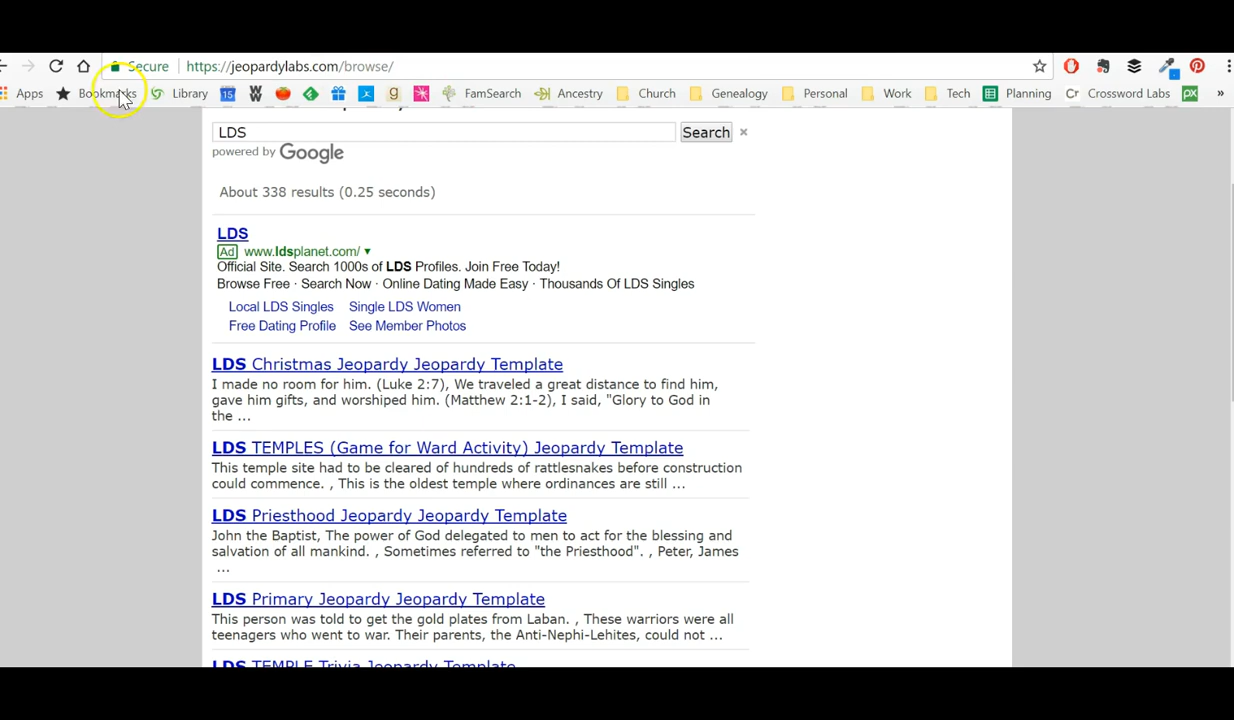 Secure https://jeopardylabs.com/browse/
Apps Bookmarks Library 15 g FamSearch Ancestry Church Genealogy Personal Work Tech Planning Cr Crossword Labs px »
LDS Search ×
powered by Google
About 338 results (0.25 seconds)
LDS
Ad www.ldsplanet.com/
Official Site. Search 1000s of LDS Profiles. Join Free Today!
Browse Free · Search Now · Online Dating Made Easy · Thousands Of LDS Singles
Local LDS Singles Single LDS Women
Free Dating Profile See Member Photos
LDS Christmas Jeopardy Jeopardy Template
I made no room for him. (Luke 2:7), We traveled a great distance to find him,
gave him gifts, and worshiped him. (Matthew 2:1-2), I said, "Glory to God in
the ...
LDS TEMPLES (Game for Ward Activity) Jeopardy Template
This temple site had to be cleared of hundreds of rattlesnakes before construction
could commence. , This is the oldest temple where ordinances are still ...
LDS Priesthood Jeopardy Jeopardy Template
John the Baptist, The power of God delegated to men to act for the blessing and
salvation of all mankind. , Sometimes referred to "the Priesthood". , Peter, James
...
LDS Primary Jeopardy Jeopardy Template
This person was told to get the gold plates from Laban. , These warriors were all
teenagers who went to war. Their parents, the Anti-Nephi-Lehites, could not ...
LDS TEMPLE Trivia Jeopardy Template